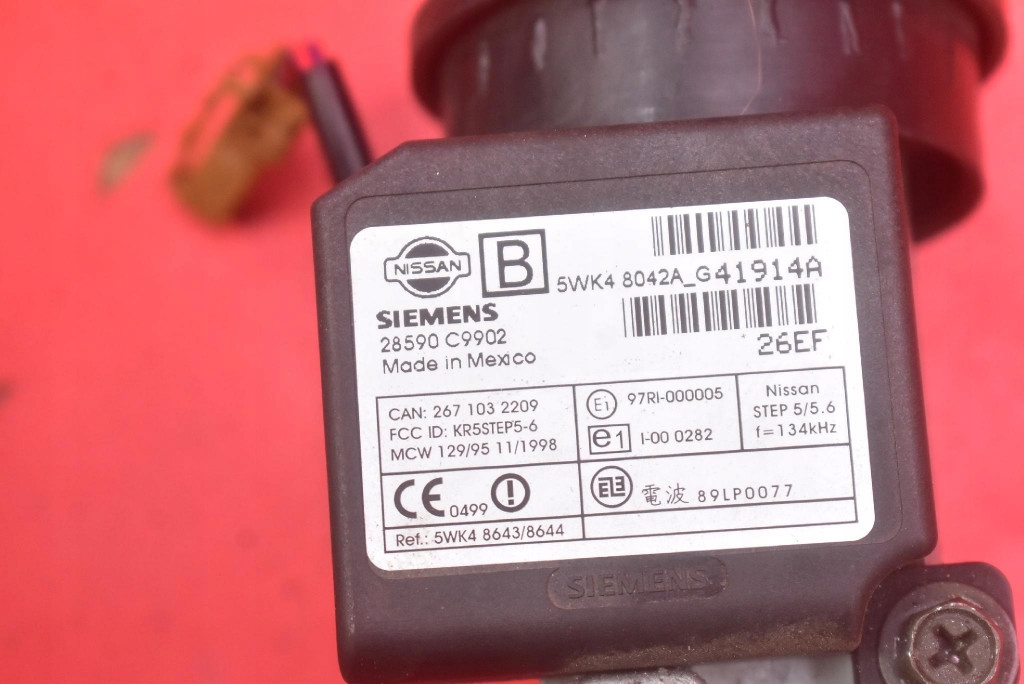 NISSAN
B
5WK4 8042A_G41914A
SIEMENS
28590 C9902
Made in Mexico
26EF
CAN: 267 103 2209
FCC ID: KR5STEP5-6
MCW 129/95 11/1998
E1 97RI-000005
e1 I-00 0282
Nissan
STEP 5/5.6
f=134kHz
CE 0499
電波 89LP0077
Ref.: 5WK4 8643/8644
SIEMENS